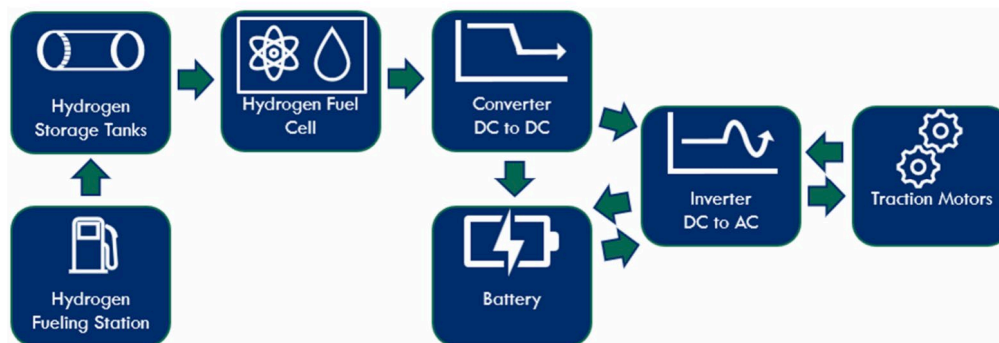 Hydrogen
Storage Tanks
Hydrogen Fuel
Cell
Converter
DC to DC
Inverter
DC to AC
Traction Motors
Hydrogen
Fueling Station
Battery